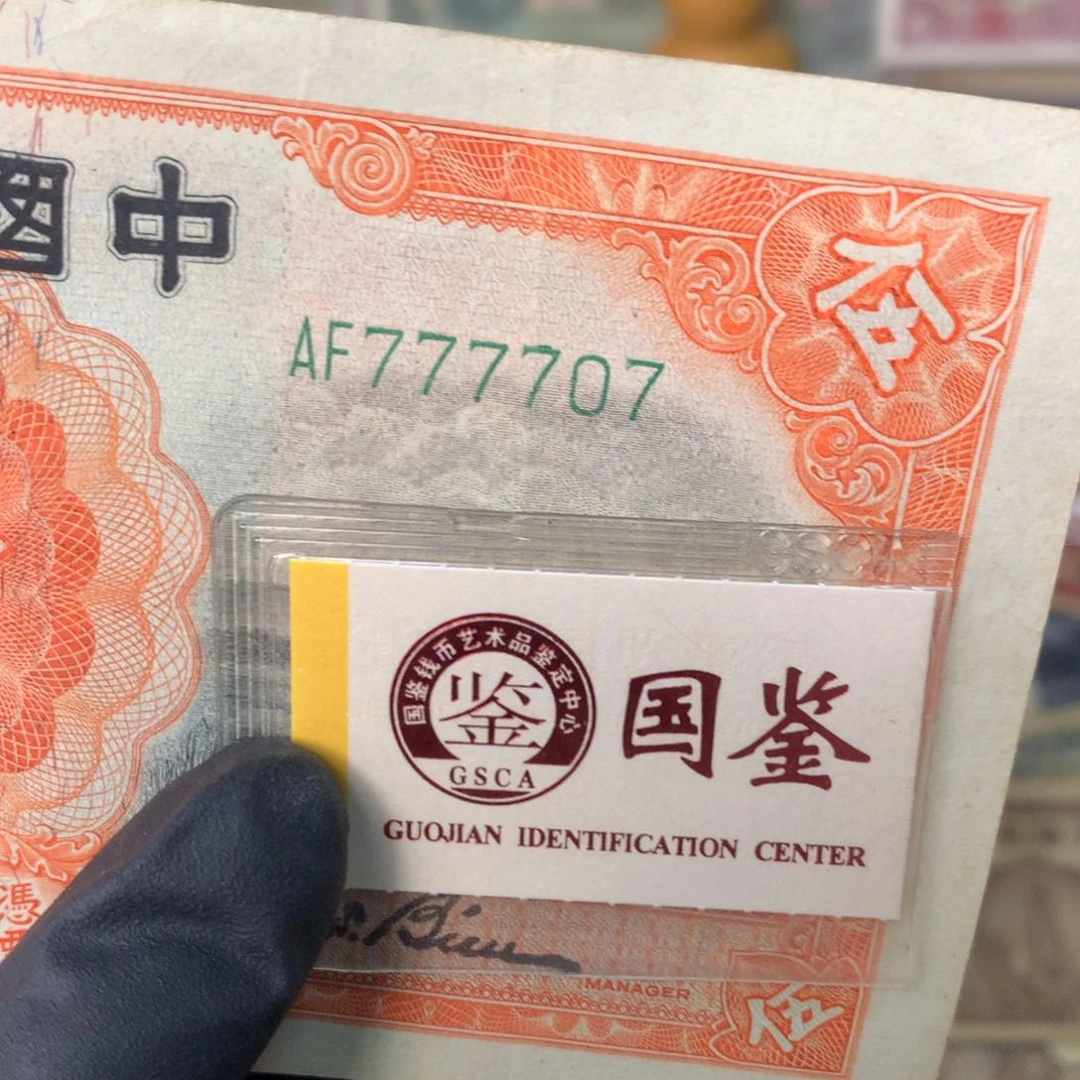 中國
AF777707
伍
国鉴钱币艺术品鉴定中心
鉴
GSCA
国鉴
GUOJIAN IDENTIFICATION CENTER
憑
MANAGER
伍